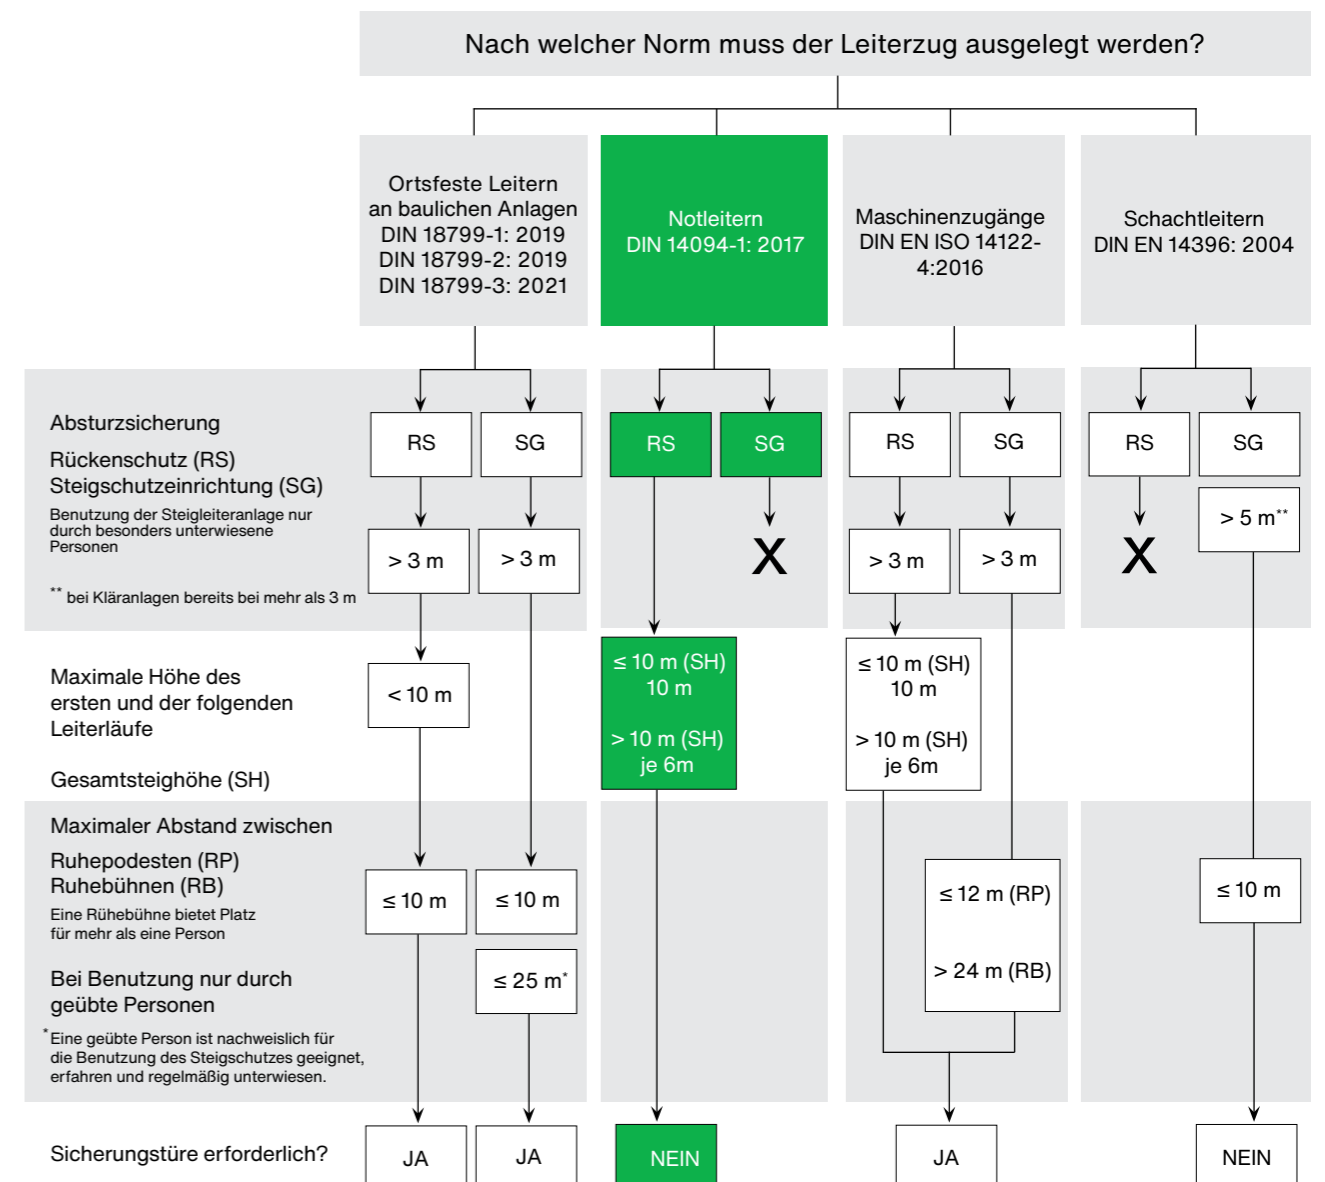 Nach welcher Norm muss der Leiterzug ausgelegt werden?
Ortsfeste Leitern
an baulichen Anlagen
DIN 18799-1: 2019
DIN 18799-2: 2019
DIN 18799-3: 2021
Notleitern
DIN 14094-1: 2017
Maschinenzugänge
DIN EN ISO 14122-
4:2016
Schachtleitern
DIN EN 14396: 2004
Absturzsicherung
Rückenschutz (RS)
Steigschutzeinrichtung (SG)
Benutzung der Steigleiteranlage nur
durch besonders unterwiesene
Personen
** bei Kläranlagen bereits bei mehr als 3 m
RS
SG
RS
SG
RS
SG
RS
SG
> 3 m
> 3 m
X
> 3 m
> 3 m
X
> 5 m**
Maximale Höhe des
ersten und der folgenden
Leiterläufe
Gesamtsteighöhe (SH)
< 10 m
≤ 10 m (SH)
10 m
> 10 m (SH)
je 6m
≤ 10 m (SH)
10 m
> 10 m (SH)
je 6m
Maximaler Abstand zwischen
Ruhepodesten (RP)
Ruhebühnen (RB)
Eine Rühebühne bietet Platz
für mehr als eine Person
Bei Benutzung nur durch
geübte Personen
* Eine geübte Person ist nachweislich für
die Benutzung des Steigschutzes geeignet,
erfahren und regelmäßig unterwiesen.
≤ 10 m
≤ 10 m
≤ 25 m*
≤ 12 m (RP)
> 24 m (RB)
≤ 10 m
Sicherungstüre erforderlich?
JA
JA
NEIN
JA
NEIN